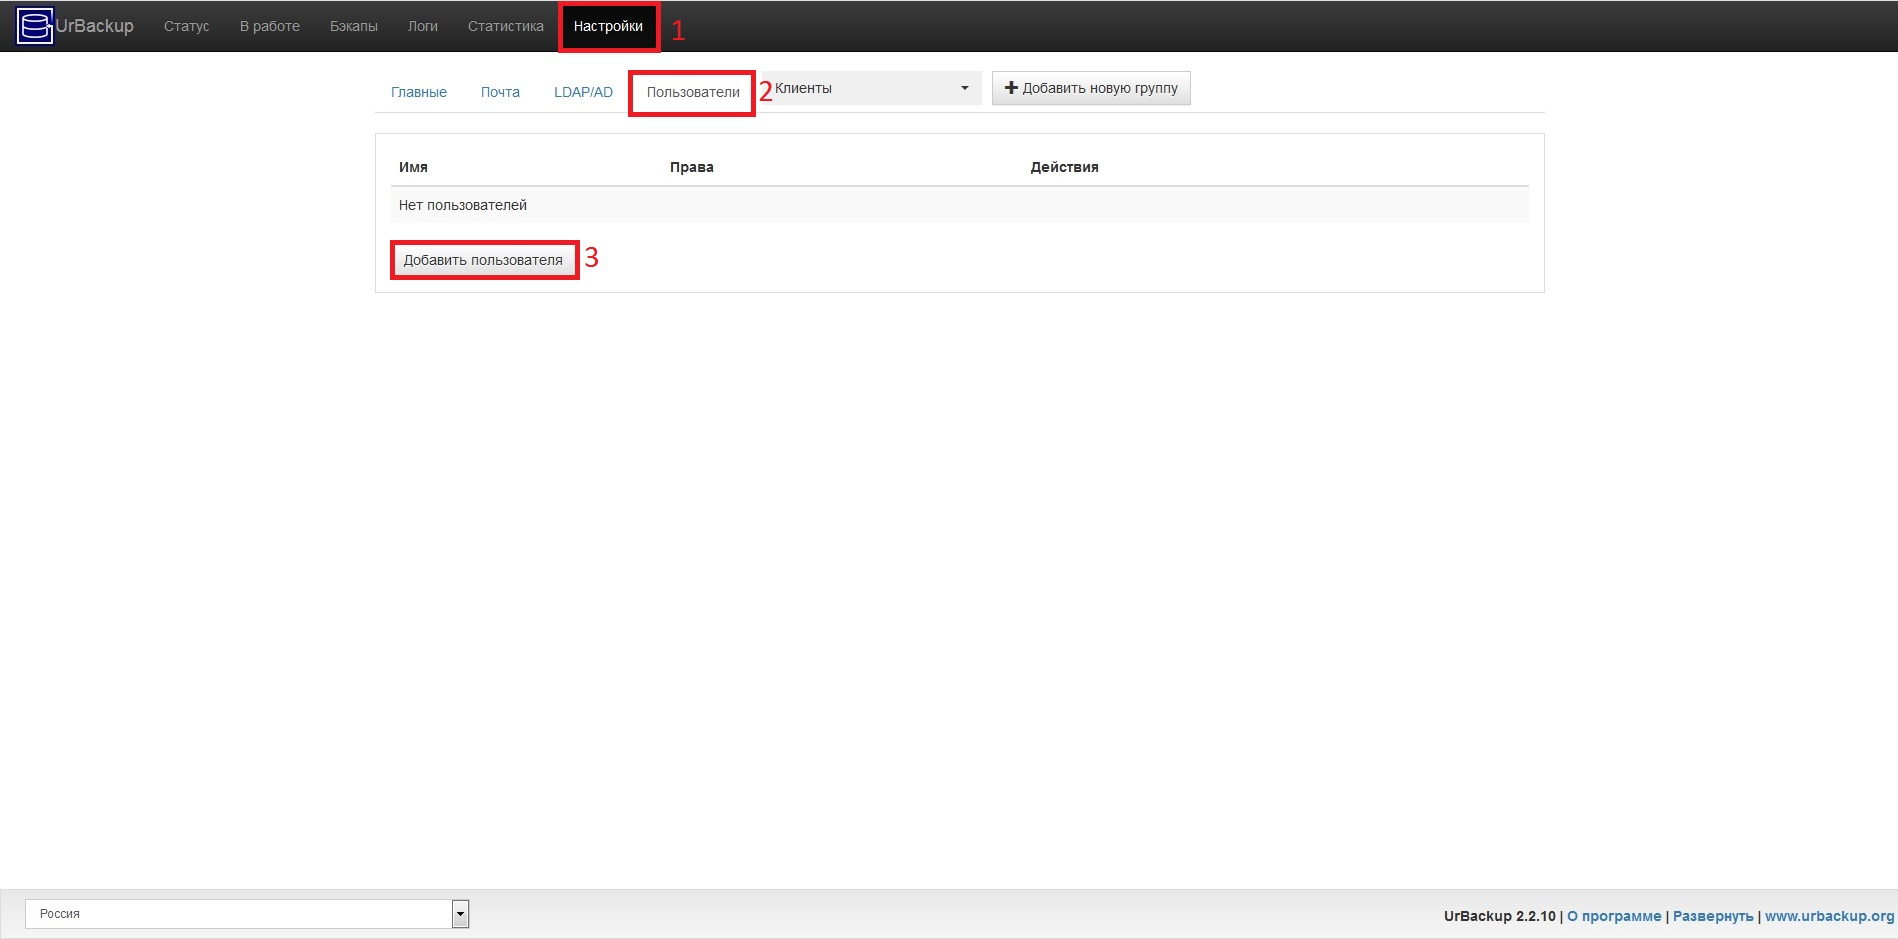 UrBackup Статус В работе Бэкапы Логи Статистика Настройки 1
Главные Почта LDAP/AD Пользователи 2 Клиенты Добавить новую группу
Имя Права Действия
Нет пользователей
Добавить пользователя 3
Россия UrBackup 2.2.10 | О программе | Развернуть | www.urbackup.org